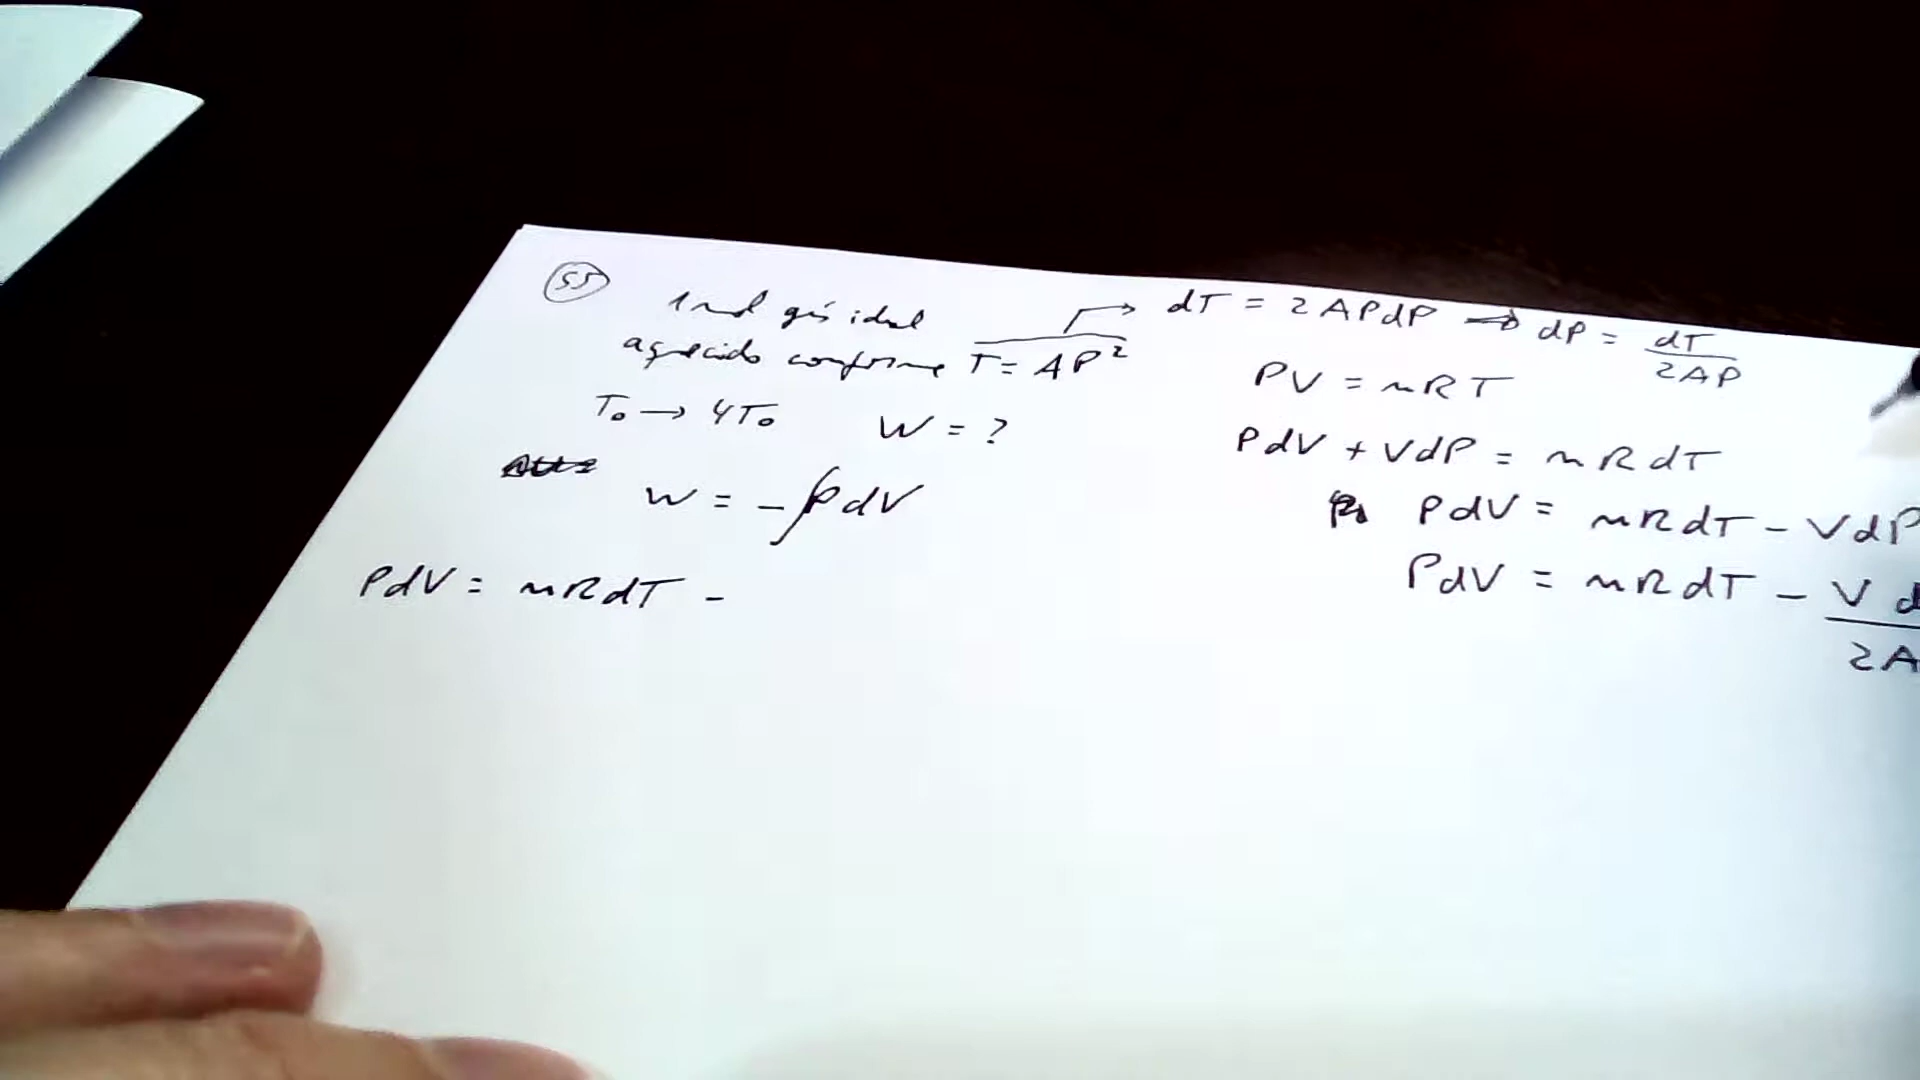 55
1 mol gás ideal
aquecido conforme T = AP² → dT = 2APdP → dP = dT / 2AP
T₀ → 4T₀ W = ?
W = -∫PdV
PdV = nRdT -
PV = nRT
PdV + VdP = nRdT
PdV = nRdT - VdP
PdV = nRdT - V d / 2A